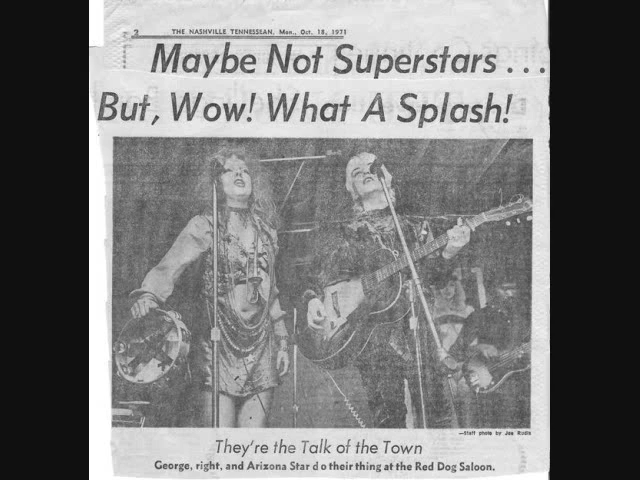 2 THE NASHVILLE TENNESSEAN, Mon., Oct. 18, 1971
Maybe Not Superstars . . .
But, Wow! What A Splash!
—Staff photo by Joe Rudis
They're the Talk of the Town
George, right, and Arizona Star do their thing at the Red Dog Saloon.